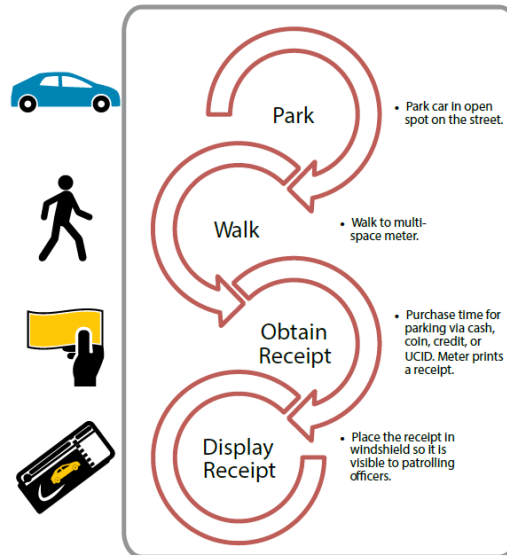 Park
• Park car in open
spot on the street.
Walk
• Walk to multi-
space meter.
Obtain
Receipt
• Purchase time for
parking via cash,
coin, credit, or
UCID. Meter prints
a receipt.
Display
Receipt
• Place the receipt in
windshield so it is
visible to patrolling
officers.